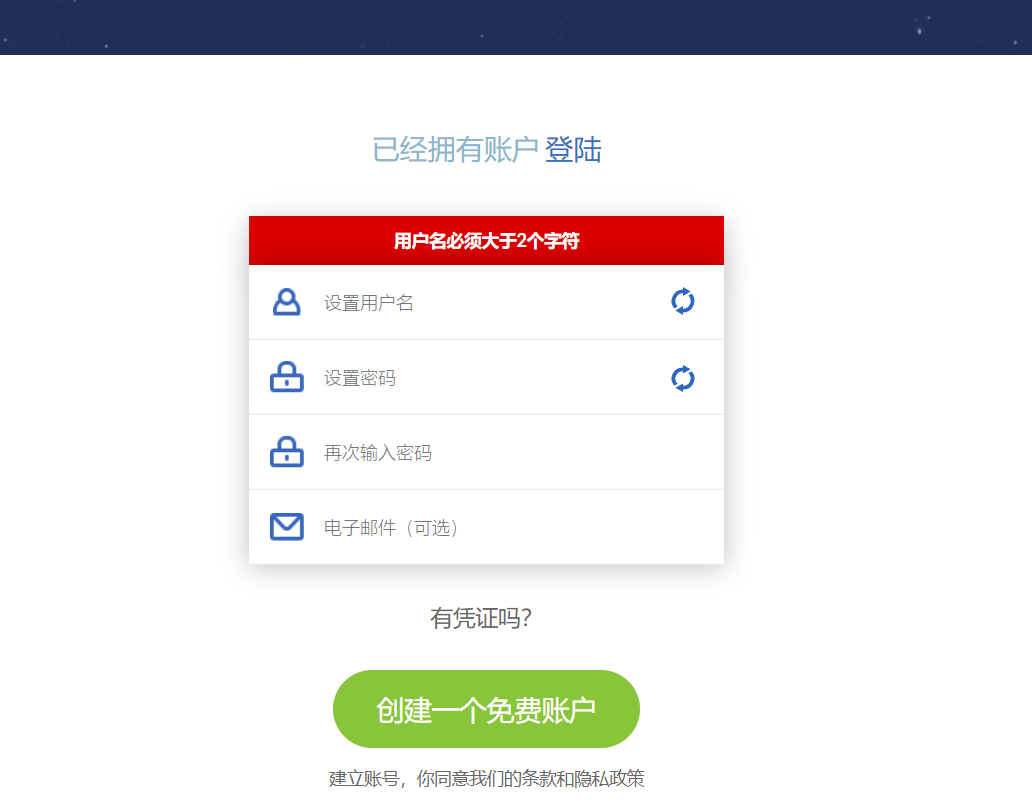 已经拥有账户 登陆
用户名必须大于2个字符
设置用户名
设置密码
再次输入密码
电子邮件（可选）
有凭证吗？
创建一个免费账户
建立账号，你同意我们的条款和隐私政策